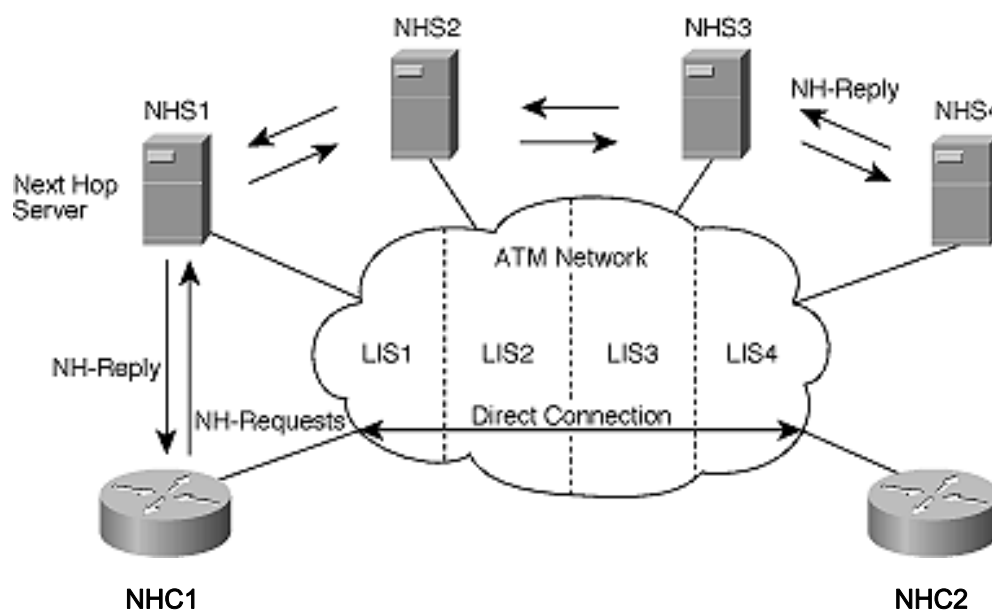 NHS2
NHS3
NHS1
NH-Reply
NHS4
Next Hop
Server
ATM Network
LIS1
LIS2
LIS3
LIS4
NH-Reply
NH-Requests
Direct Connection
NHC1
NHC2